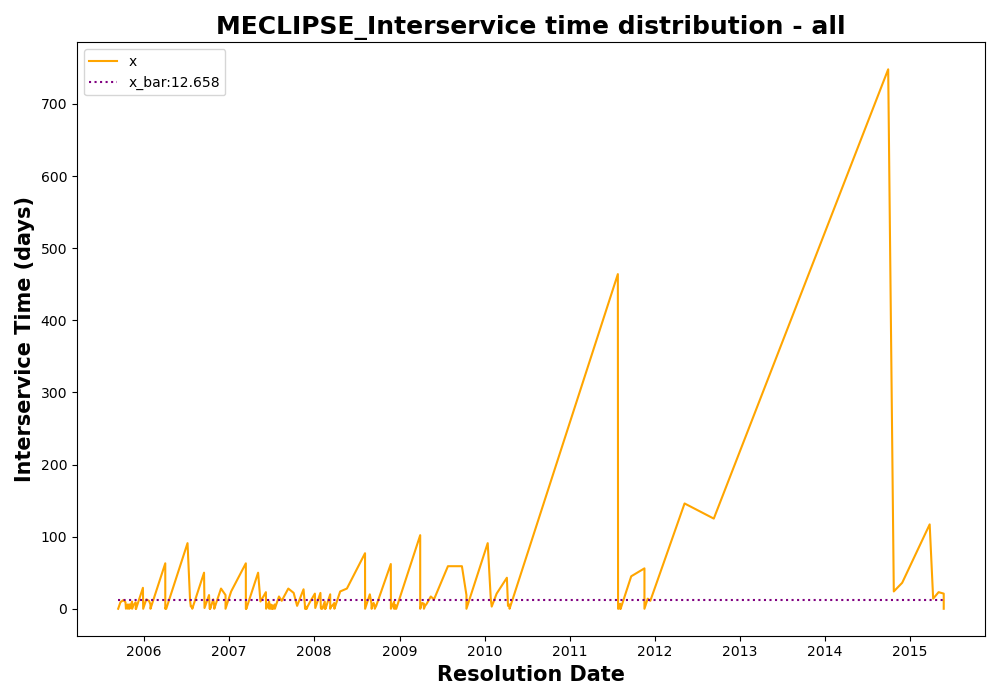 MECLIPSE_Interservice time distribution - all
x
x_bar:12.658
Interservice Time (days)
700
600
500
400
300
200
100
0
2006 2007 2008 2009 2010 2011 2012 2013 2014 2015
Resolution Date